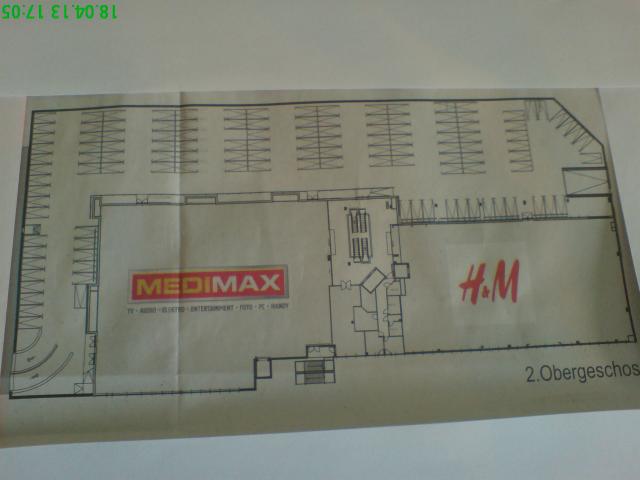 18.04.13 17:05
MEDIMAX
TV • AUDIO • ELEKTRO • ENTERTAINMENT • FOTO • PC • HANDY
H&M
2.Obergeschos